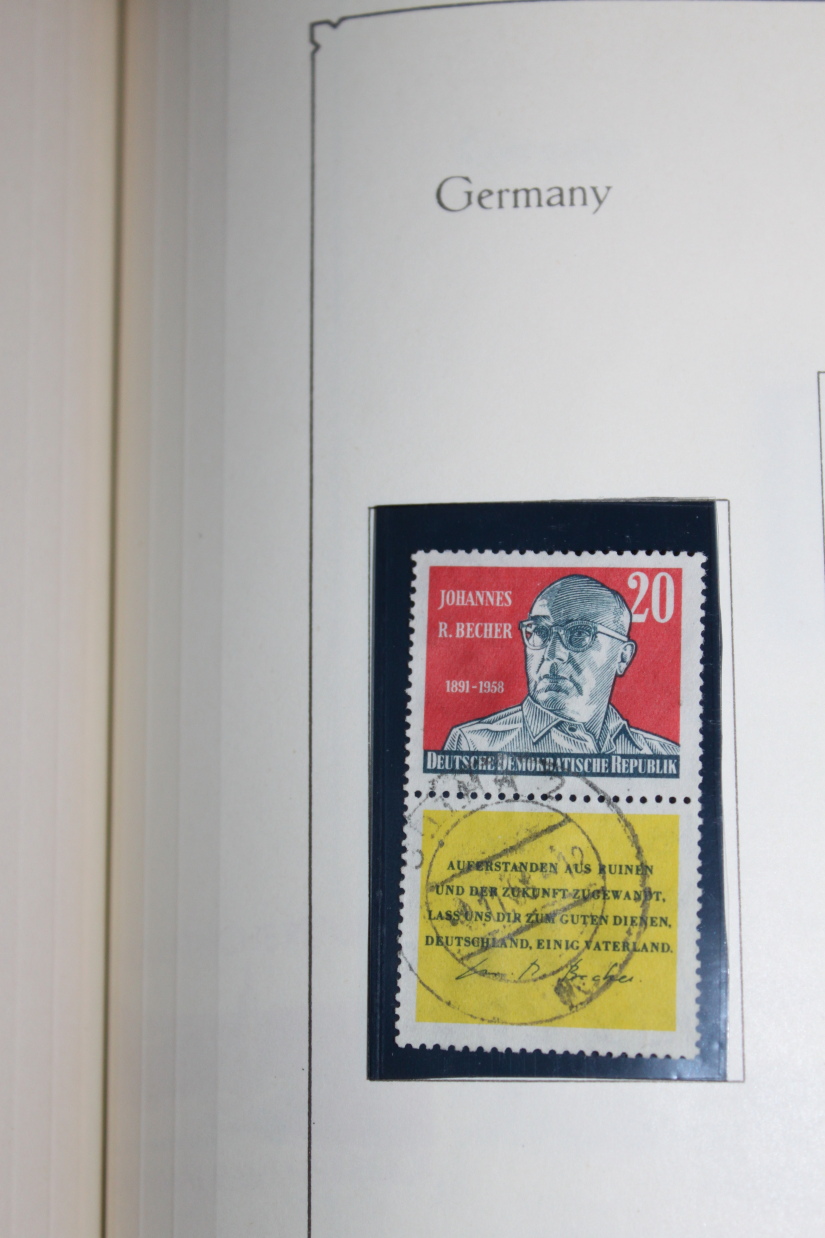 Germany
JOHANNES
R. BECHER
20
1891-1958
DEUTSCHE DEMOKRATISCHE REPUBLIK
AUFERSTANDEN AUS RUINEN
UND DER ZUKUNFT ZUGEWANDT,
LASS UNS DIR ZUM GUTEN DIENEN,
DEUTSCHLAND, EINIG VATERLAND.